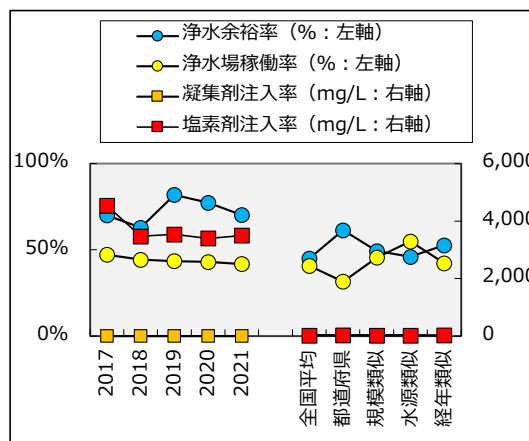 浄水余裕率（%：左軸）
浄水場稼働率（%：左軸）
凝集剤注入率（mg/L：右軸）
塩素剤注入率（mg/L：右軸）
100%
50%
0%
6,000
4,000
2,000
0
2017
2018
2019
2020
2021
全国平均
都道府県
規模類似
水源類似
経年類似